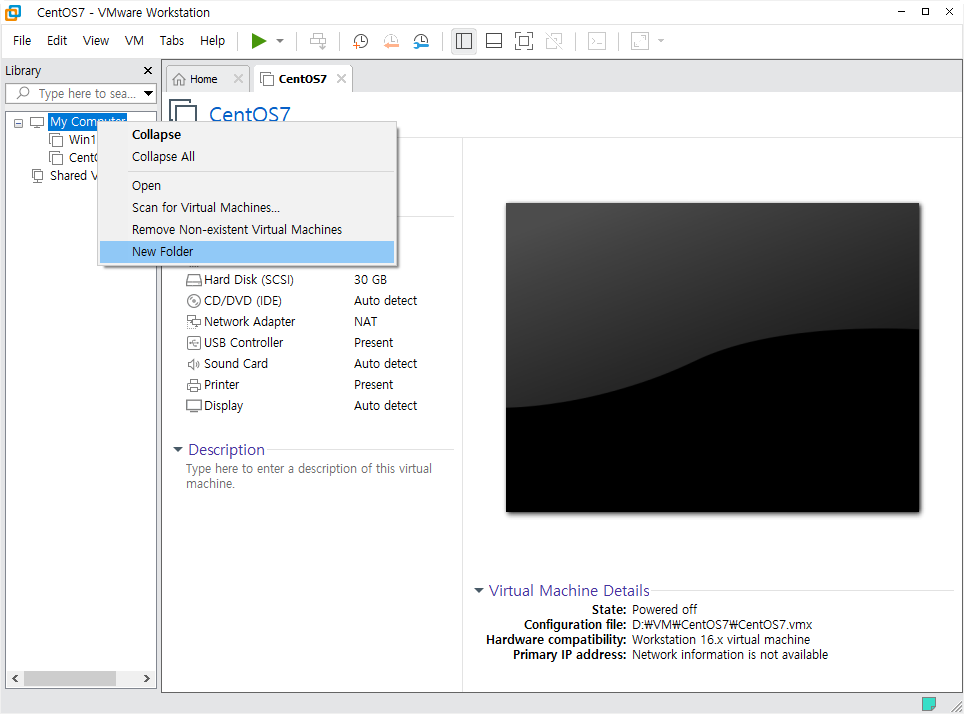 CentOS7 - VMware Workstation
File Edit View VM Tabs Help
Library
Type here to sea...
Home
CentOS7
My Computer
CentOS7
Collapse
Collapse All
Open
Scan for Virtual Machines...
Remove Non-existent Virtual Machines
New Folder
Hard Disk (SCSI) 30 GB
CD/DVD (IDE) Auto detect
Network Adapter NAT
USB Controller Present
Sound Card Auto detect
Printer Present
Display Auto detect
Description
Type here to enter a description of this virtual
machine.
Virtual Machine Details
State: Powered off
Configuration file: D:₩VM₩CentOS7₩CentOS7.vmx
Hardware compatibility: Workstation 16.x virtual machine
Primary IP address: Network information is not available